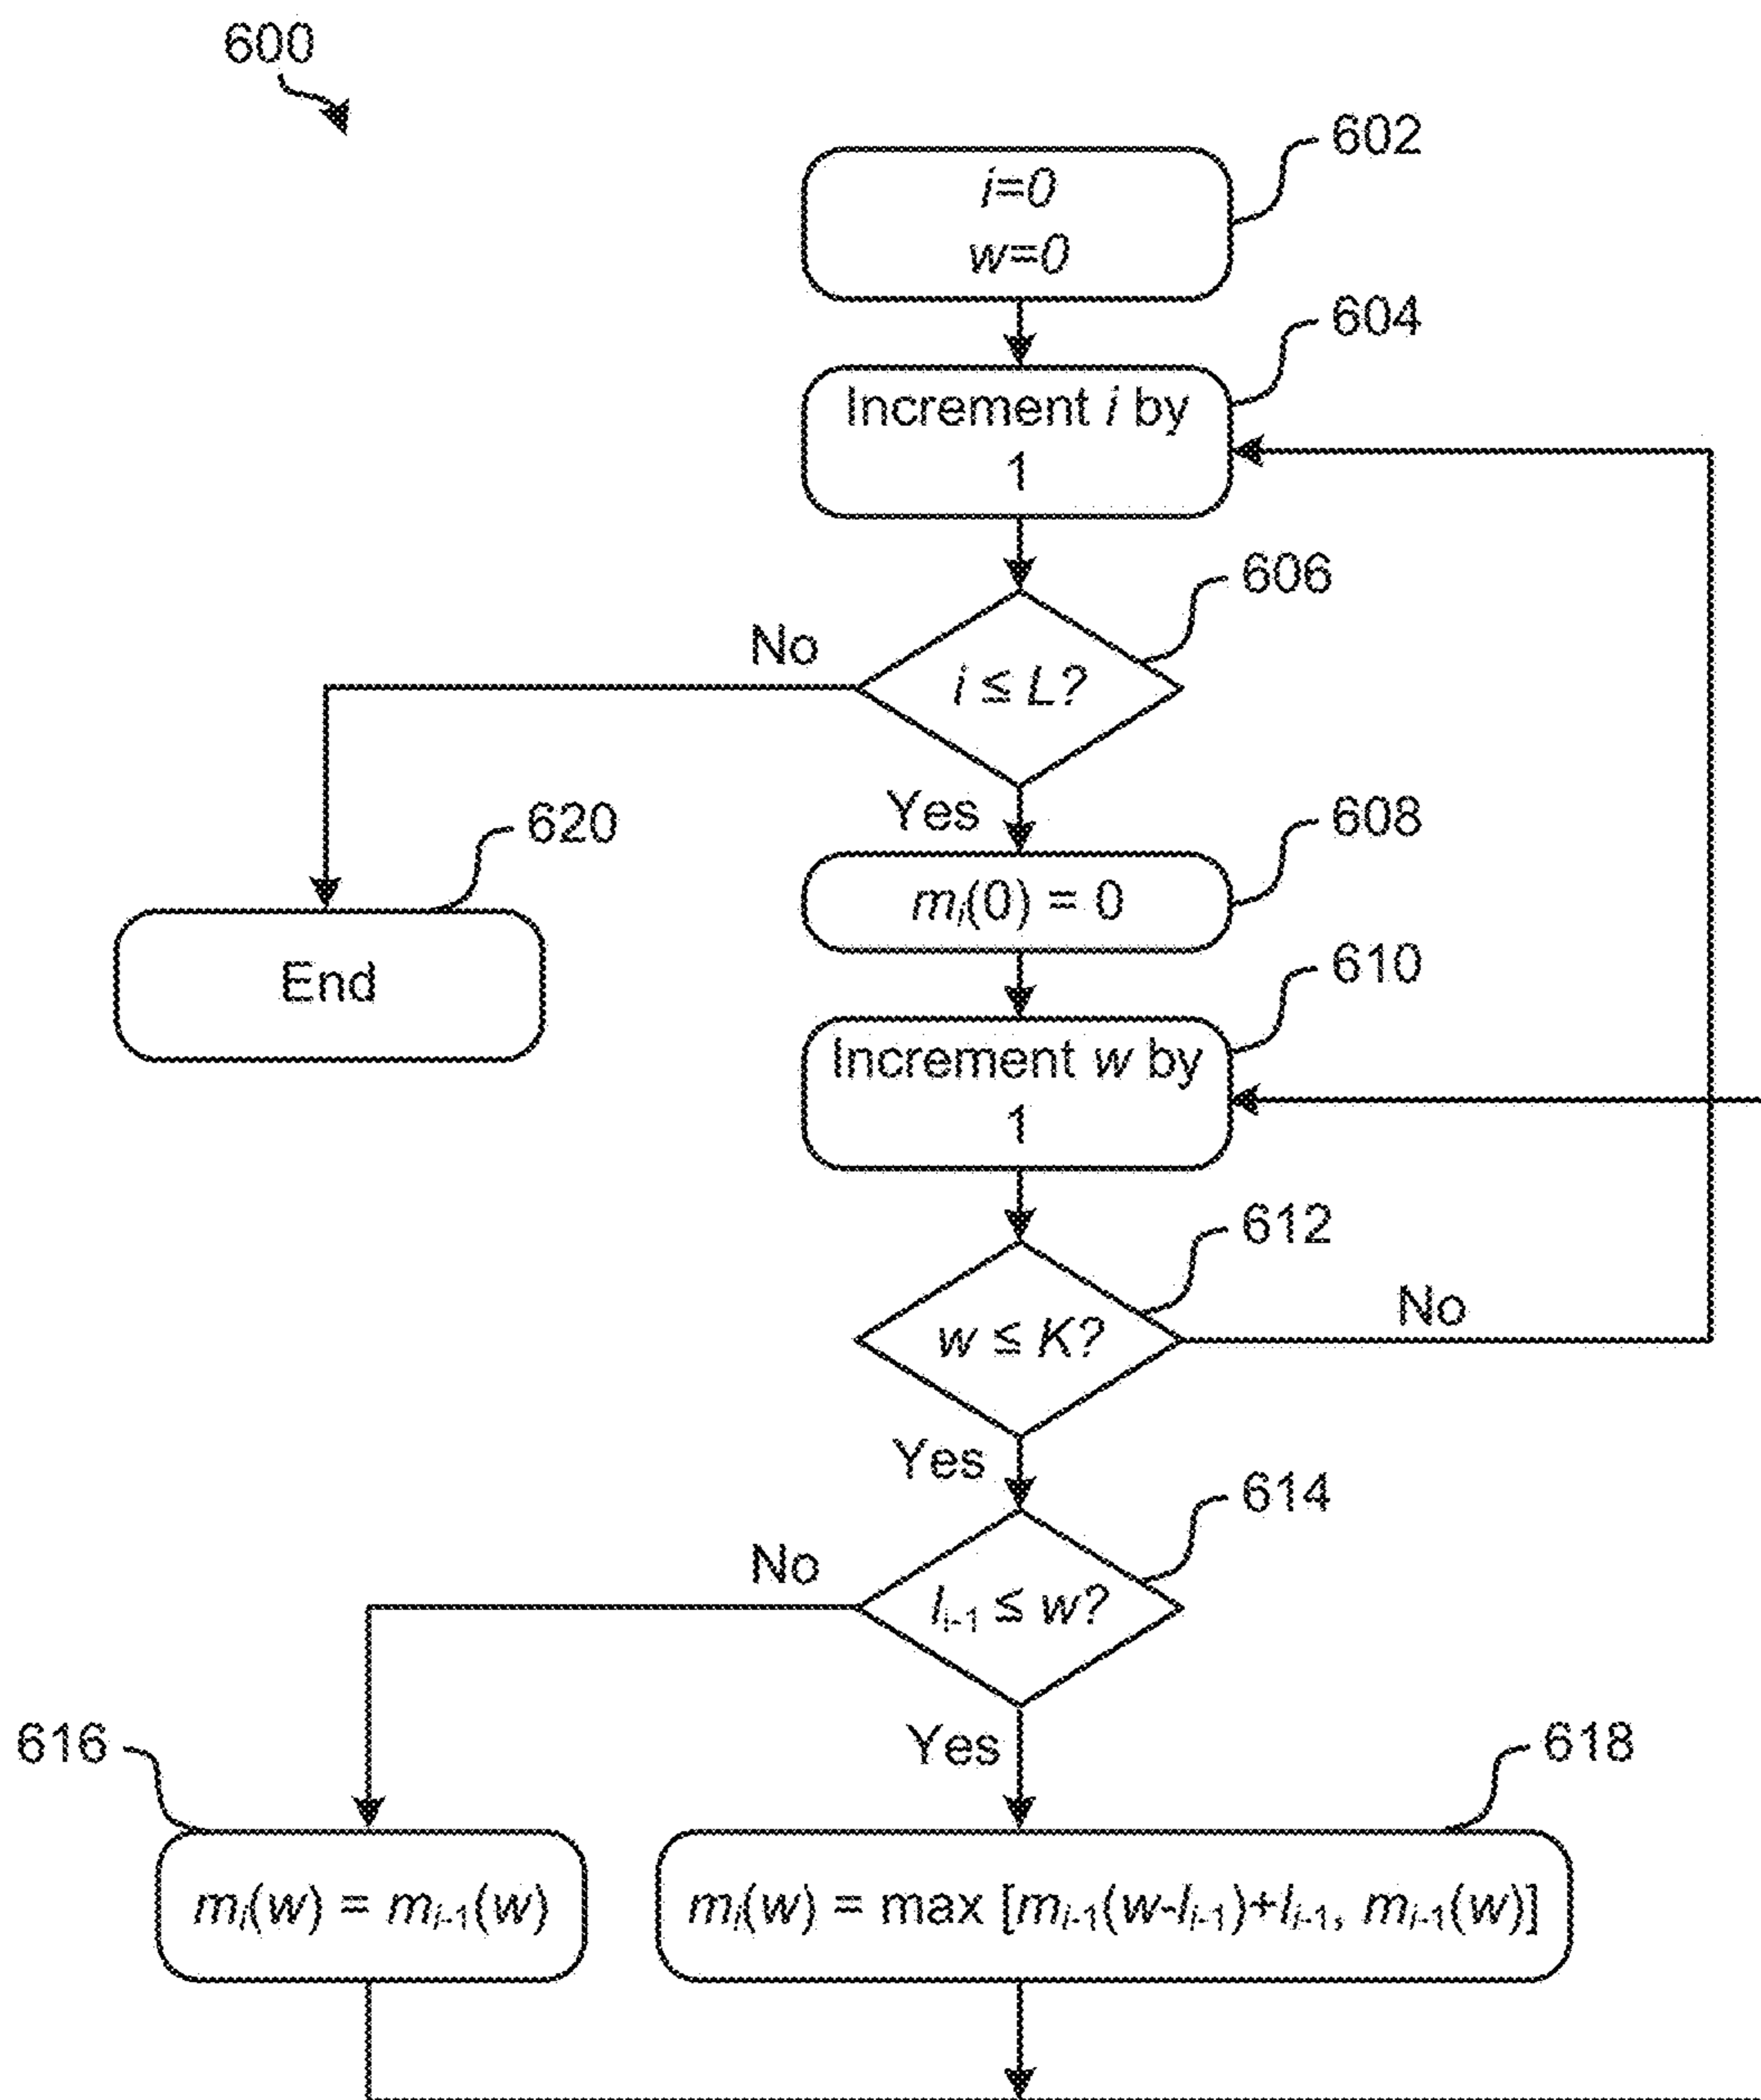 600
602
i=0
w=0
604
Increment i by
1
606
No
i ≤ L?
Yes
608
620
mᵢ(0) = 0
End
610
Increment w by
1
612
w ≤ K?
No
Yes
614
No
lᵢ₋₁ ≤ w?
616
Yes
618
mᵢ(w) = mᵢ₋₁(w)
mᵢ(w) = max [mᵢ₋₁(w-lᵢ₋₁)+lᵢ₋₁, mᵢ₋₁(w)]